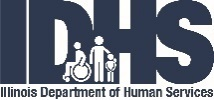 IDHS
Illinois Department of Human Services